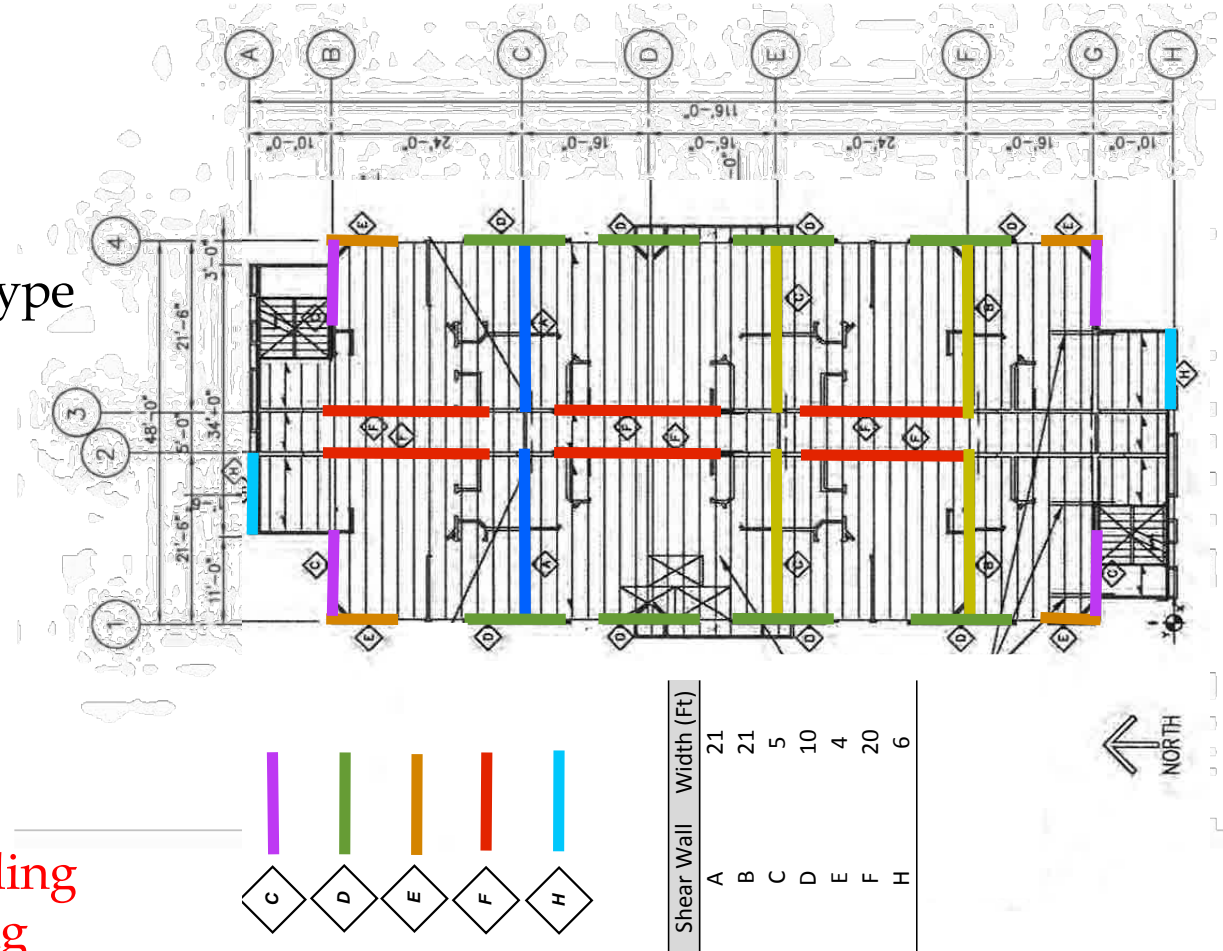 A
B
C
D
E
F
G
H
116'-0"
10'-0"
24'-0"
16'-0"
16'-0"
24'-0"
16'-0"
10'-0"
-0"
4
3
2
1
48'-0"
21'-6"
5'-0"
21'-6"
3'-0"
34'-0"
11'-0"
ype
E
D
D
D
D
E
C
A
B
H
F
F
F
F
F
F
H
C
A
C
B
C
E
D
D
D
D
E
X
Y
NORTH
C
D
E
F
H
Shear Wall Width (Ft)
A 21
B 21
C 5
D 10
E 4
F 20
H 6
ling
g